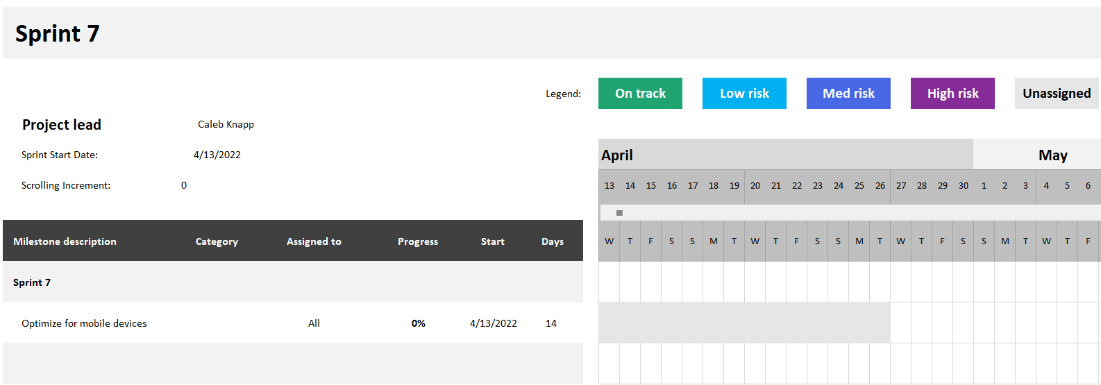 Sprint 7
Legend: On track Low risk Med risk High risk Unassigned
Project lead Caleb Knapp
Sprint Start Date: 4/13/2022
April May
Scrolling Increment: 0
13 14 15 16 17 18 19 20 21 22 23 24 25 26 27 28 29 30 1 2 3 4 5 6
Milestone description Category Assigned to Progress Start Days
W T F S S M T W T F S S M T W T F S S M T W T F
Sprint 7
Optimize for mobile devices All 0% 4/13/2022 14